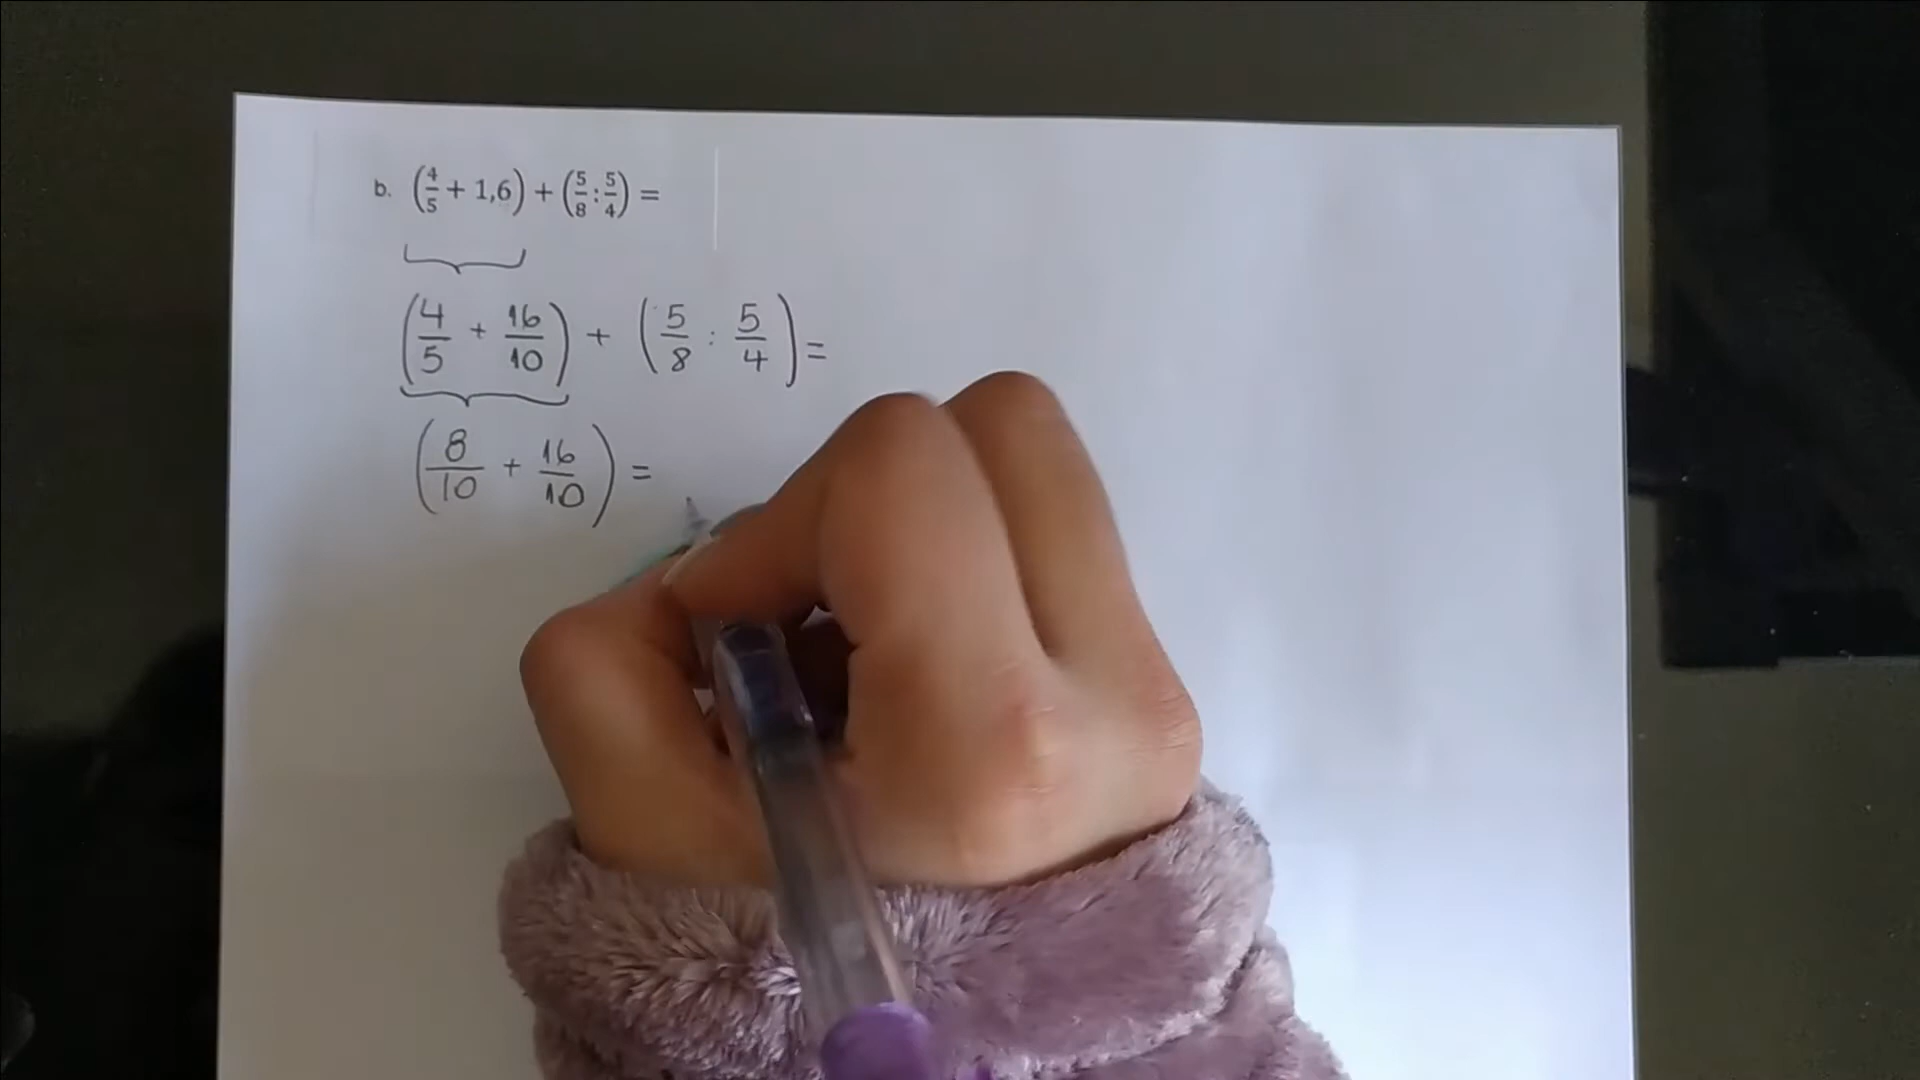 b. (4/5 + 1,6) + (5/8 : 5/4) =
(4/5 + 16/10) + (5/8 : 5/4) =
(8/10 + 16/10) =